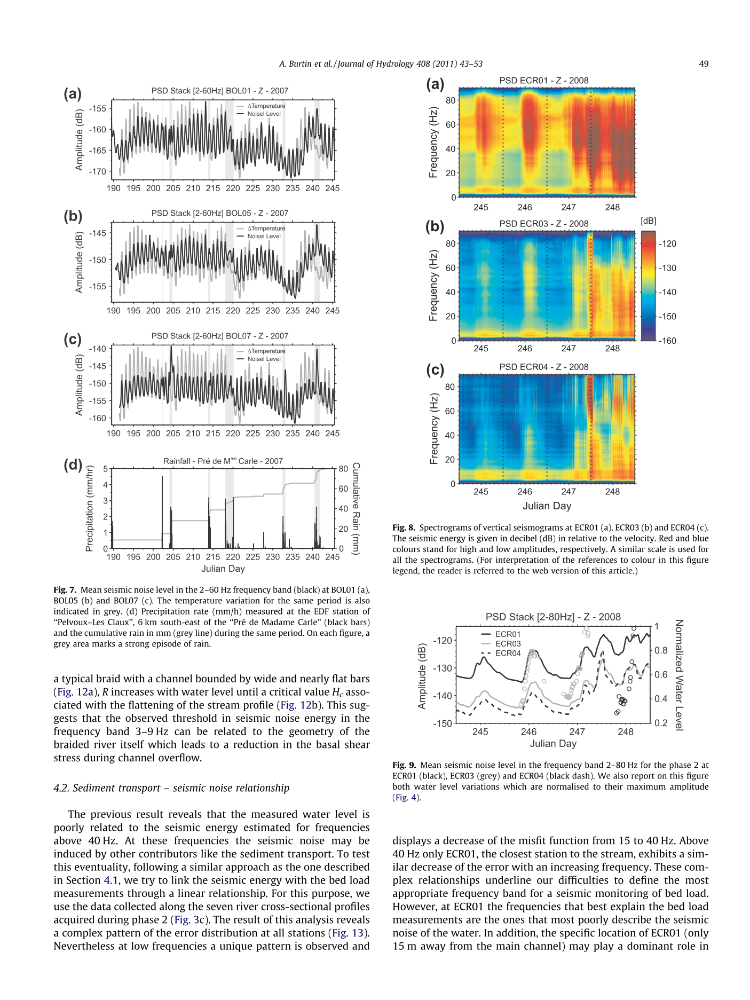 A. Burtin et al. / Journal of Hydrology 408 (2011) 43–53
49
(a)
PSD Stack [2-60Hz] BOL01 - Z - 2007
ΔTemperature
Noisel Level
Amplitude (dB)
-155
-160
-165
-170
190 195 200 205 210 215 220 225 230 235 240 245
(b)
PSD Stack [2-60Hz] BOL05 - Z - 2007
ΔTemperature
Noisel Level
Amplitude (dB)
-145
-150
-155
190 195 200 205 210 215 220 225 230 235 240 245
(c)
PSD Stack [2-60Hz] BOL07 - Z - 2007
ΔTemperature
Noisel Level
Amplitude (dB)
-140
-145
-150
-155
-160
190 195 200 205 210 215 220 225 230 235 240 245
(d)
Rainfall - Pré de Mme Carle - 2007
Precipitation (mm/hr)
5
4
3
2
1
0
80
60
40
20
0
Cumulative Rain (mm)
190 195 200 205 210 215 220 225 230 235 240 245
Julian Day
Fig. 7. Mean seismic noise level in the 2–60 Hz frequency band (black) at BOL01 (a),
BOL05 (b) and BOL07 (c). The temperature variation for the same period is also
indicated in grey. (d) Precipitation rate (mm/h) measured at the EDF station of
“Pelvoux–Les Claux”, 6 km south-east of the “Pré de Madame Carle” (black bars)
and the cumulative rain in mm (grey line) during the same period. On each figure, a
grey area marks a strong episode of rain.
a typical braid with a channel bounded by wide and nearly flat bars
(Fig. 12a), R increases with water level until a critical value Hc asso-
ciated with the flattening of the stream profile (Fig. 12b). This sug-
gests that the observed threshold in seismic noise energy in the
frequency band 3–9 Hz can be related to the geometry of the
braided river itself which leads to a reduction in the basal shear
stress during channel overflow.
4.2. Sediment transport – seismic noise relationship
The previous result reveals that the measured water level is
poorly related to the seismic energy estimated for frequencies
above 40 Hz. At these frequencies the seismic noise may be
induced by other contributors like the sediment transport. To test
this eventuality, following a similar approach as the one described
in Section 4.1, we try to link the seismic energy with the bed load
measurements through a linear relationship. For this purpose, we
use the data collected along the seven river cross-sectional profiles
acquired during phase 2 (Fig. 3c). The result of this analysis reveals
a complex pattern of the error distribution at all stations (Fig. 13).
Nevertheless at low frequencies a unique pattern is observed and
(a)
PSD ECR01 - Z - 2008
Frequency (Hz)
80
60
40
20
0
245 246 247 248
(b)
PSD ECR03 - Z - 2008
Frequency (Hz)
80
60
40
20
0
245 246 247 248
[dB]
-120
-130
-140
-150
-160
(c)
PSD ECR04 - Z - 2008
Frequency (Hz)
80
60
40
20
0
245 246 247 248
Julian Day
Fig. 8. Spectrograms of vertical seismograms at ECR01 (a), ECR03 (b) and ECR04 (c).
The seismic energy is given in decibel (dB) in relative to the velocity. Red and blue
colours stand for high and low amplitudes, respectively. A similar scale is used for
all the spectrograms. (For interpretation of the references to colour in this figure
legend, the reader is referred to the web version of this article.)
PSD Stack [2-80Hz] - Z - 2008
ECR01
ECR03
ECR04
Amplitude (dB)
-120
-130
-140
-150
1
0.8
0.6
0.4
0.2
Normalized Water Level
245 246 247 248
Julian Day
Fig. 9. Mean seismic noise level in the frequency band 2–80 Hz for the phase 2 at
ECR01 (black), ECR03 (grey) and ECR04 (black dash). We also report on this figure
both water level variations which are normalised to their maximum amplitude
(Fig. 4).
displays a decrease of the misfit function from 15 to 40 Hz. Above
40 Hz only ECR01, the closest station to the stream, exhibits a sim-
ilar decrease of the error with an increasing frequency. These com-
plex relationships underline our difficulties to define the most
appropriate frequency band for a seismic monitoring of bed load.
However, at ECR01 the frequencies that best explain the bed load
measurements are the ones that most poorly describe the seismic
noise of the water. In addition, the specific location of ECR01 (only
15 m away from the main channel) may play a dominant role in